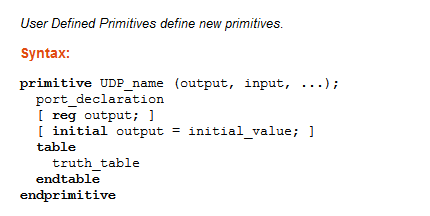 User Defined Primitives define new primitives.
Syntax:
primitive UDP_name (output, input, ...);
port_declaration
[ reg output; ]
[ initial output = initial_value; ]
table
truth_table
endtable
endprimitive